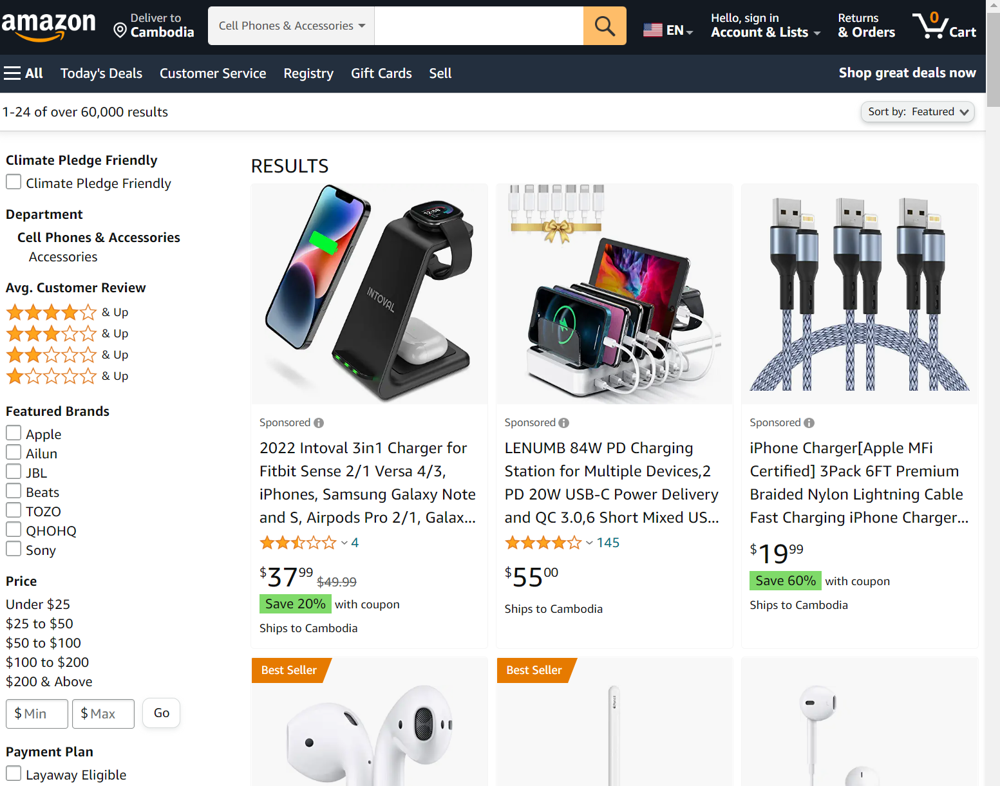 amazon
Deliver to
Cambodia
Cell Phones & Accessories
EN
Hello, sign in
Account & Lists
Returns
& Orders
0
Cart
All
Today's Deals
Customer Service
Registry
Gift Cards
Sell
Shop great deals now
1-24 of over 60,000 results
Sort by: Featured
Climate Pledge Friendly
Climate Pledge Friendly
Department
Cell Phones & Accessories
Accessories
Avg. Customer Review
& Up
& Up
& Up
& Up
Featured Brands
Apple
Ailun
JBL
Beats
TOZO
QHOHQ
Sony
Price
Under $25
$25 to $50
$50 to $100
$100 to $200
$200 & Above
$ Min
$ Max
Go
Payment Plan
Layaway Eligible
RESULTS
12:58
INTOVAL
Sponsored
2022 Intoval 3in1 Charger for
Fitbit Sense 2/1 Versa 4/3,
iPhones, Samsung Galaxy Note
and S, Airpods Pro 2/1, Galax...
4
$37 99 $49.99
Save 20% with coupon
Ships to Cambodia
Sponsored
LENUMB 84W PD Charging
Station for Multiple Devices,2
PD 20W USB-C Power Delivery
and QC 3.0,6 Short Mixed US...
145
$55 00
Ships to Cambodia
Sponsored
iPhone Charger[Apple MFi
Certified] 3Pack 6FT Premium
Braided Nylon Lightning Cable
Fast Charging iPhone Charger...
$19 99
Save 60% with coupon
Ships to Cambodia
Best Seller
Best Seller
Pencil